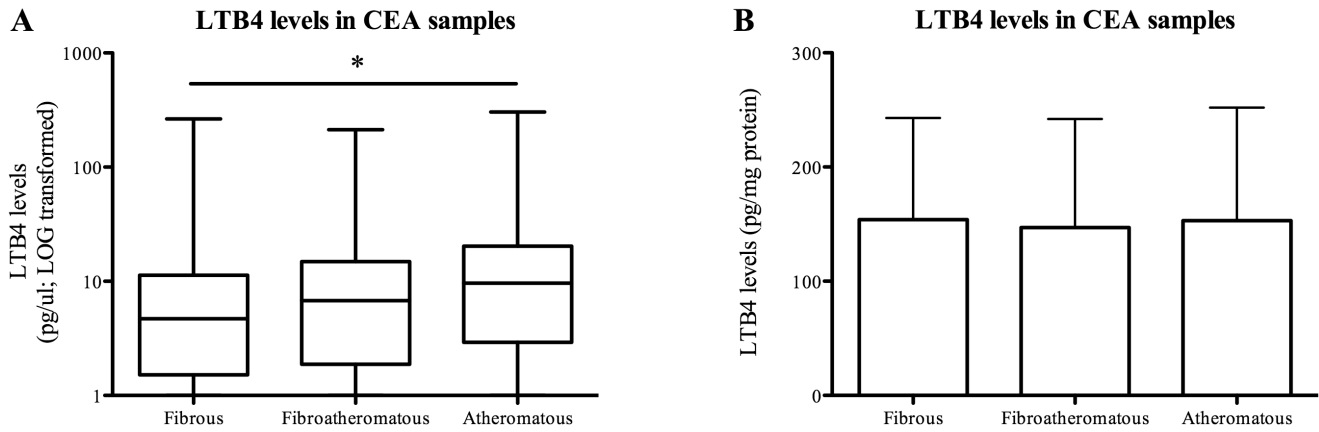 A
LTB4 levels in CEA samples
1000
100
10
1
LTB4 levels
(pg/ul; LOG transformed)
*
Fibrous
Fibroatheromatous
Atheromatous
B
LTB4 levels in CEA samples
300
200
100
0
LTB4 levels (pg/mg protein)
Fibrous
Fibroatheromatous
Atheromatous